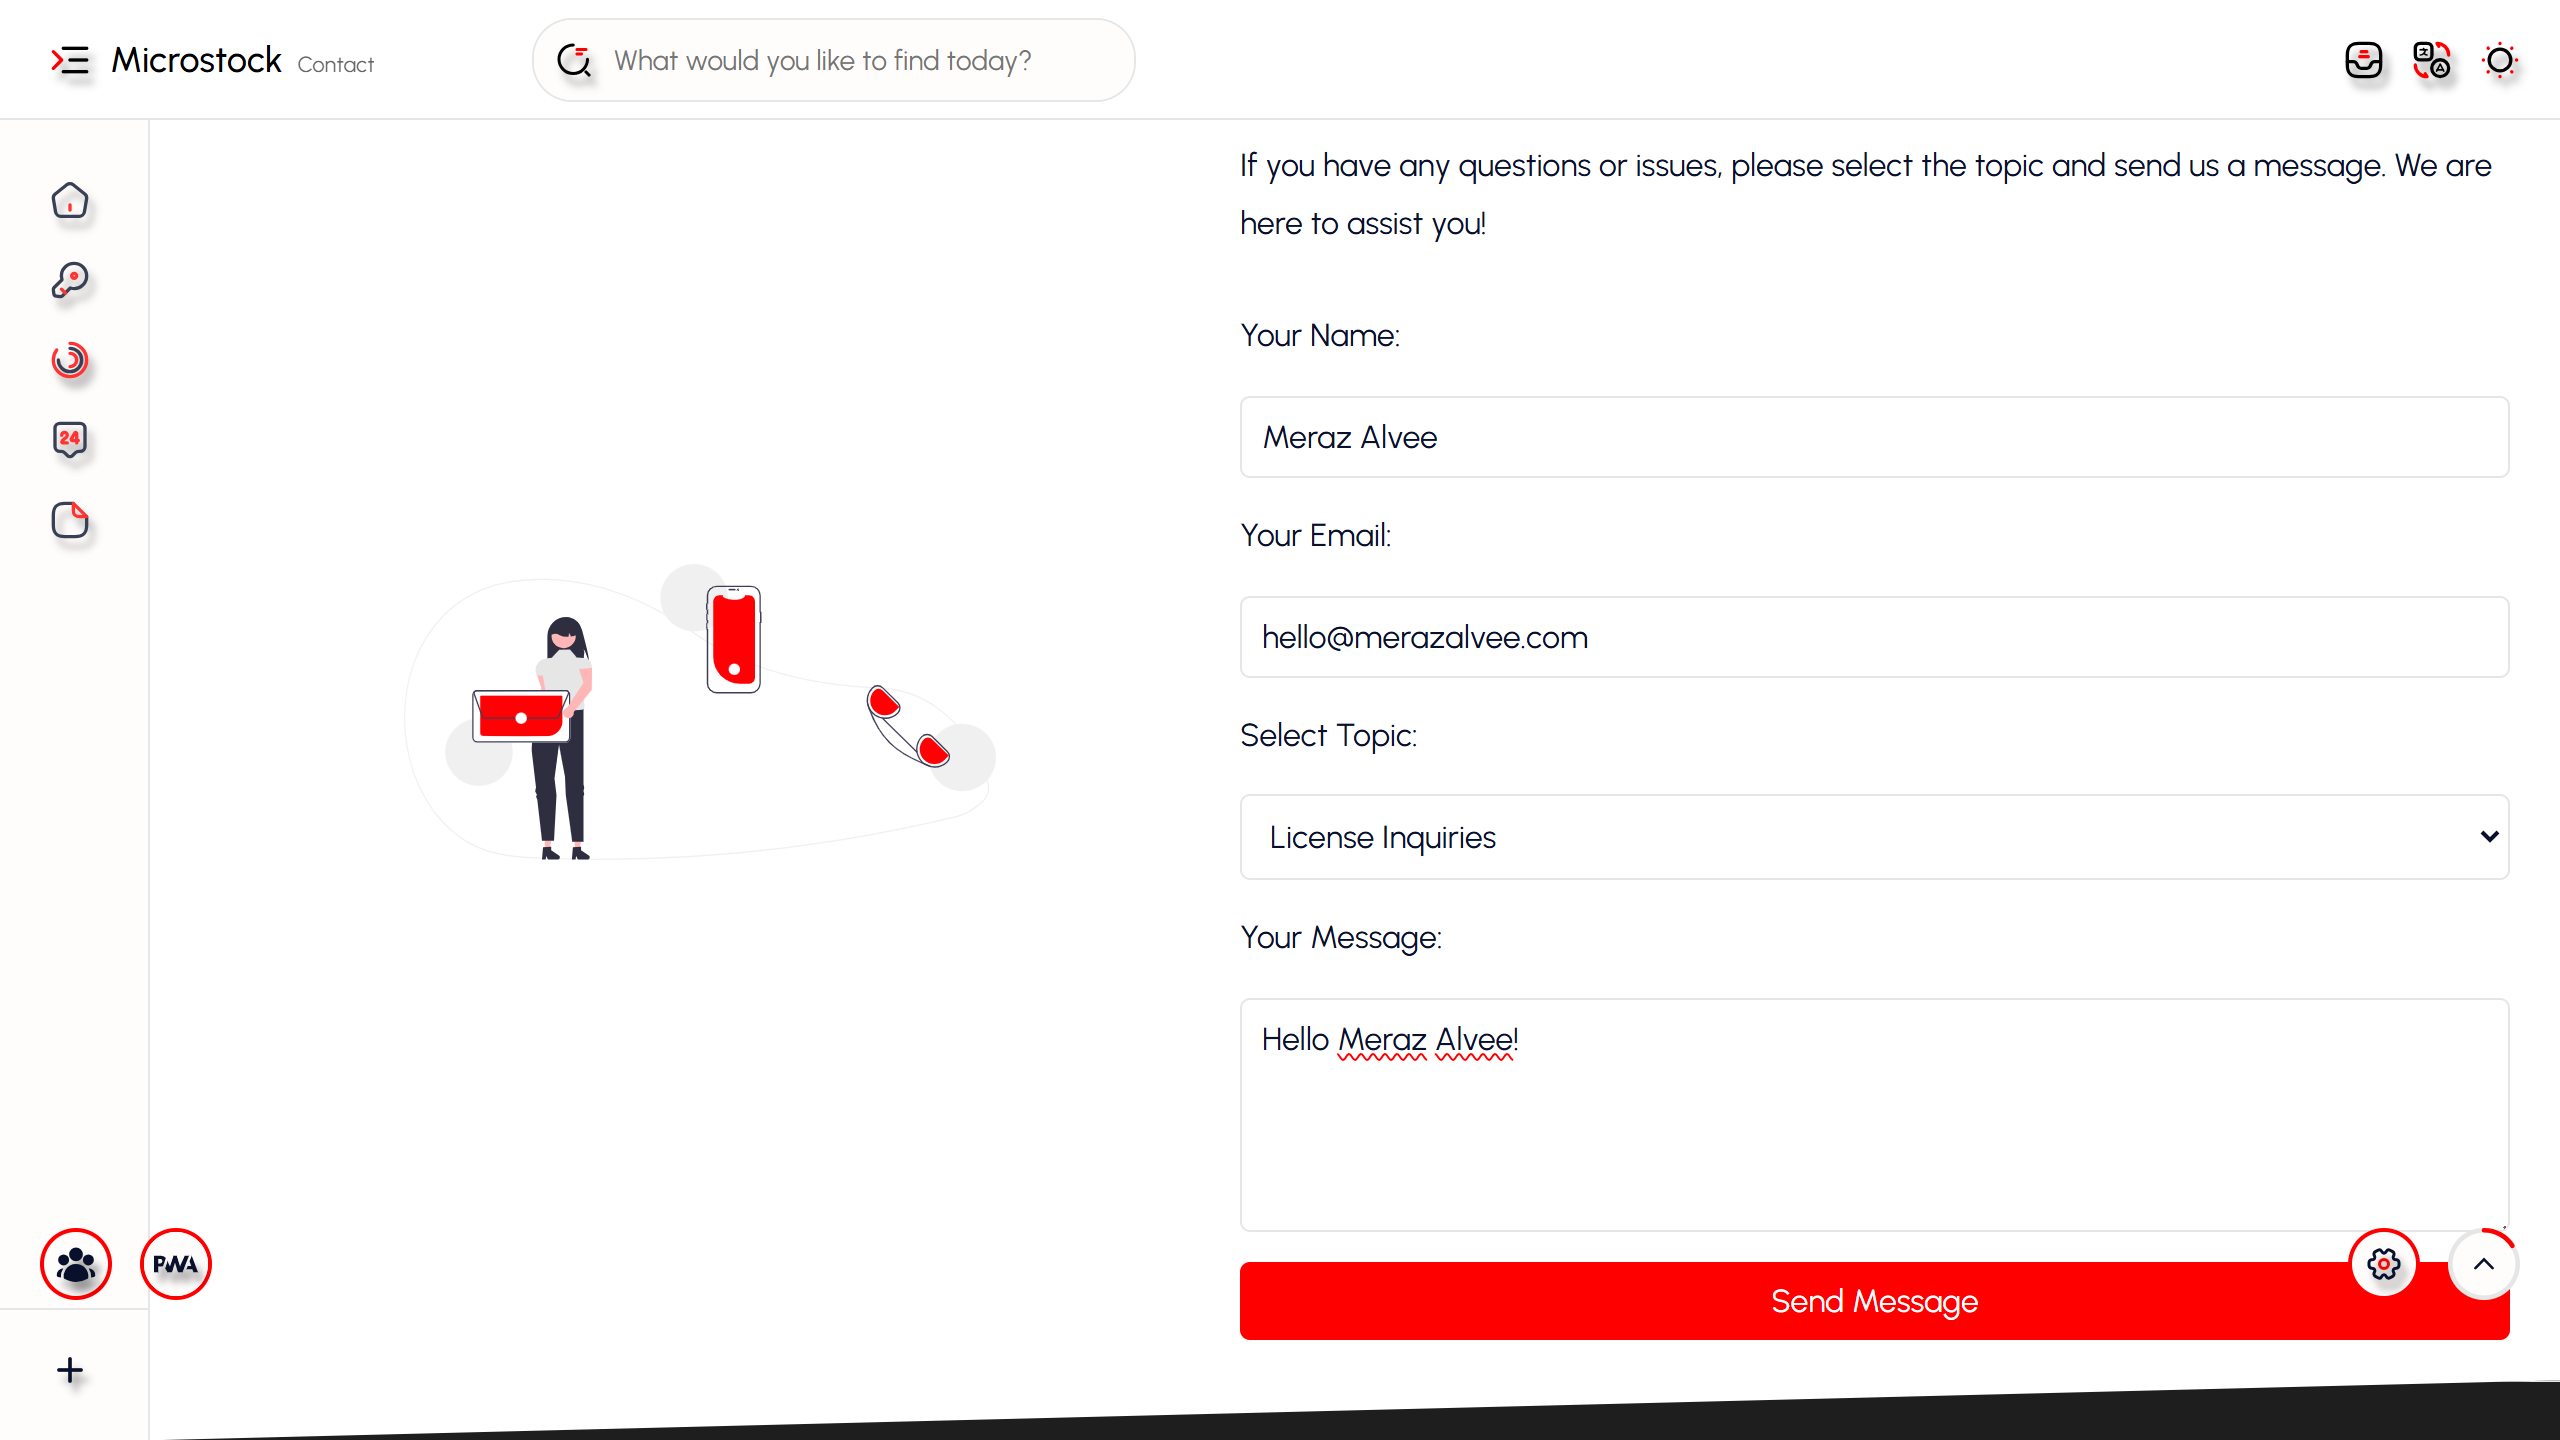 Microstock Contact
What would you like to find today?
24
If you have any questions or issues, please select the topic and send us a message. We are
here to assist you!
Your Name:
Meraz Alvee
Your Email:
hello@merazalvee.com
Select Topic:
License Inquiries
Your Message:
Hello Meraz Alvee!
PWA
Send Message